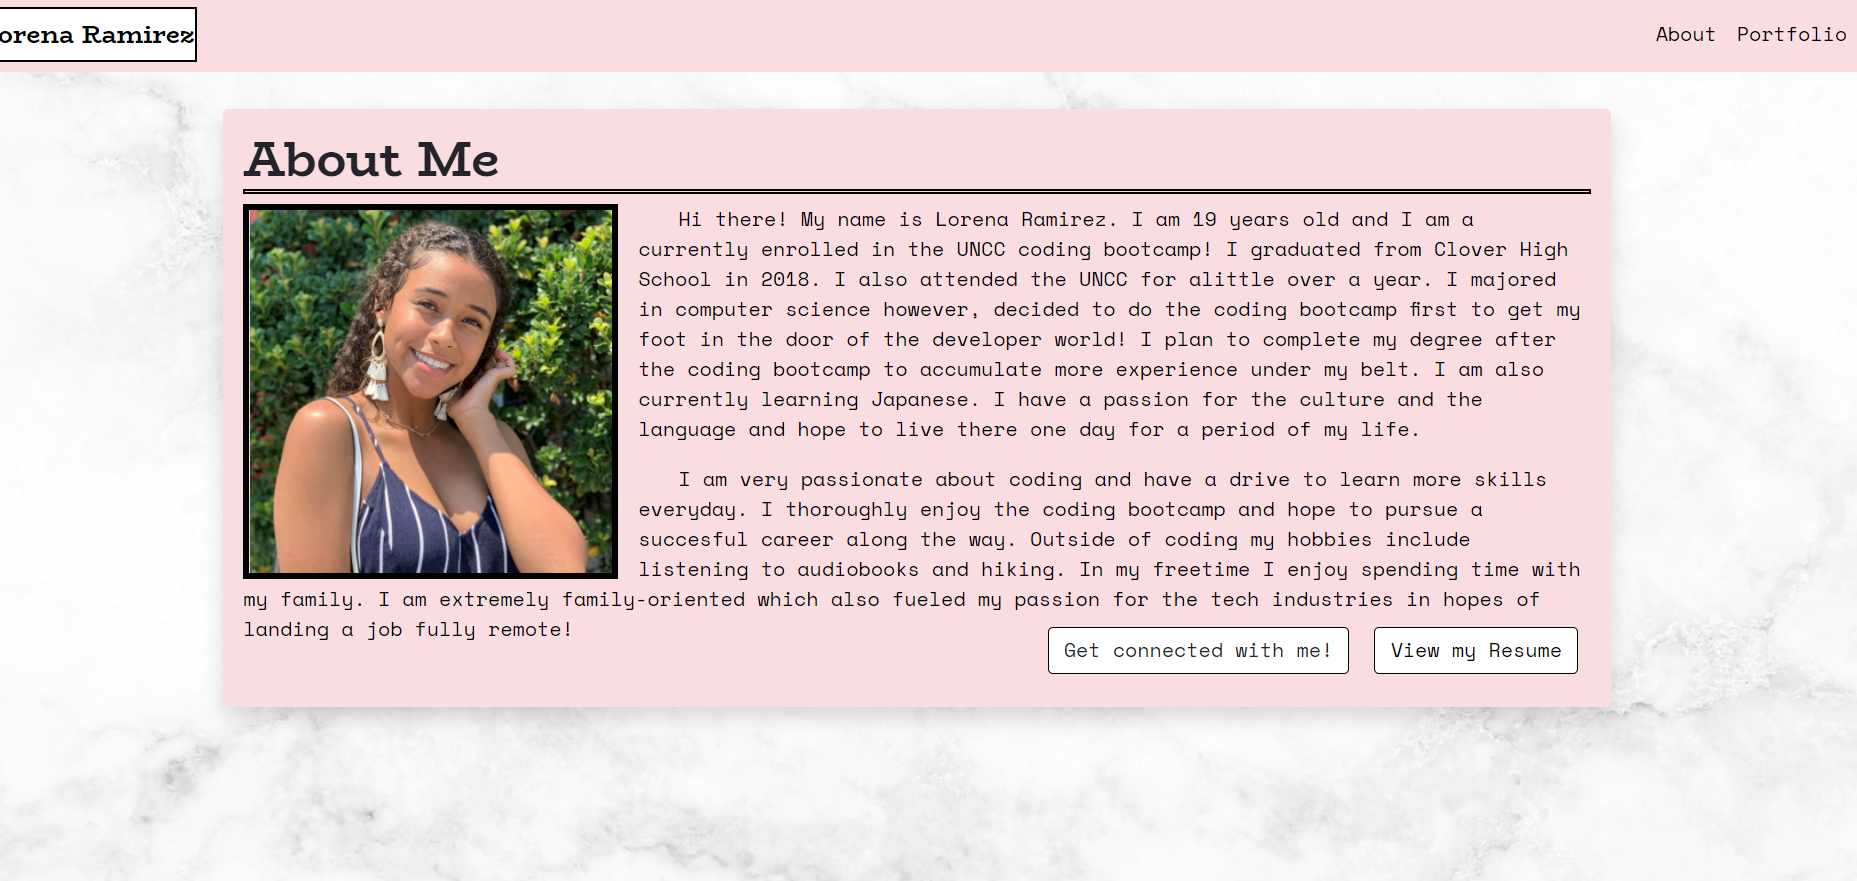 orena Ramirez
About Portfolio
About Me
Hi there! My name is Lorena Ramirez. I am 19 years old and I am a
currently enrolled in the UNCC coding bootcamp! I graduated from Clover High
School in 2018. I also attended the UNCC for alittle over a year. I majored
in computer science however, decided to do the coding bootcamp first to get my
foot in the door of the developer world! I plan to complete my degree after
the coding bootcamp to accumulate more experience under my belt. I am also
currently learning Japanese. I have a passion for the culture and the
language and hope to live there one day for a period of my life.
I am very passionate about coding and have a drive to learn more skills
everyday. I thoroughly enjoy the coding bootcamp and hope to pursue a
succesful career along the way. Outside of coding my hobbies include
listening to audiobooks and hiking. In my freetime I enjoy spending time with
my family. I am extremely family-oriented which also fueled my passion for the tech industries in hopes of
landing a job fully remote!
Get connected with me!
View my Resume